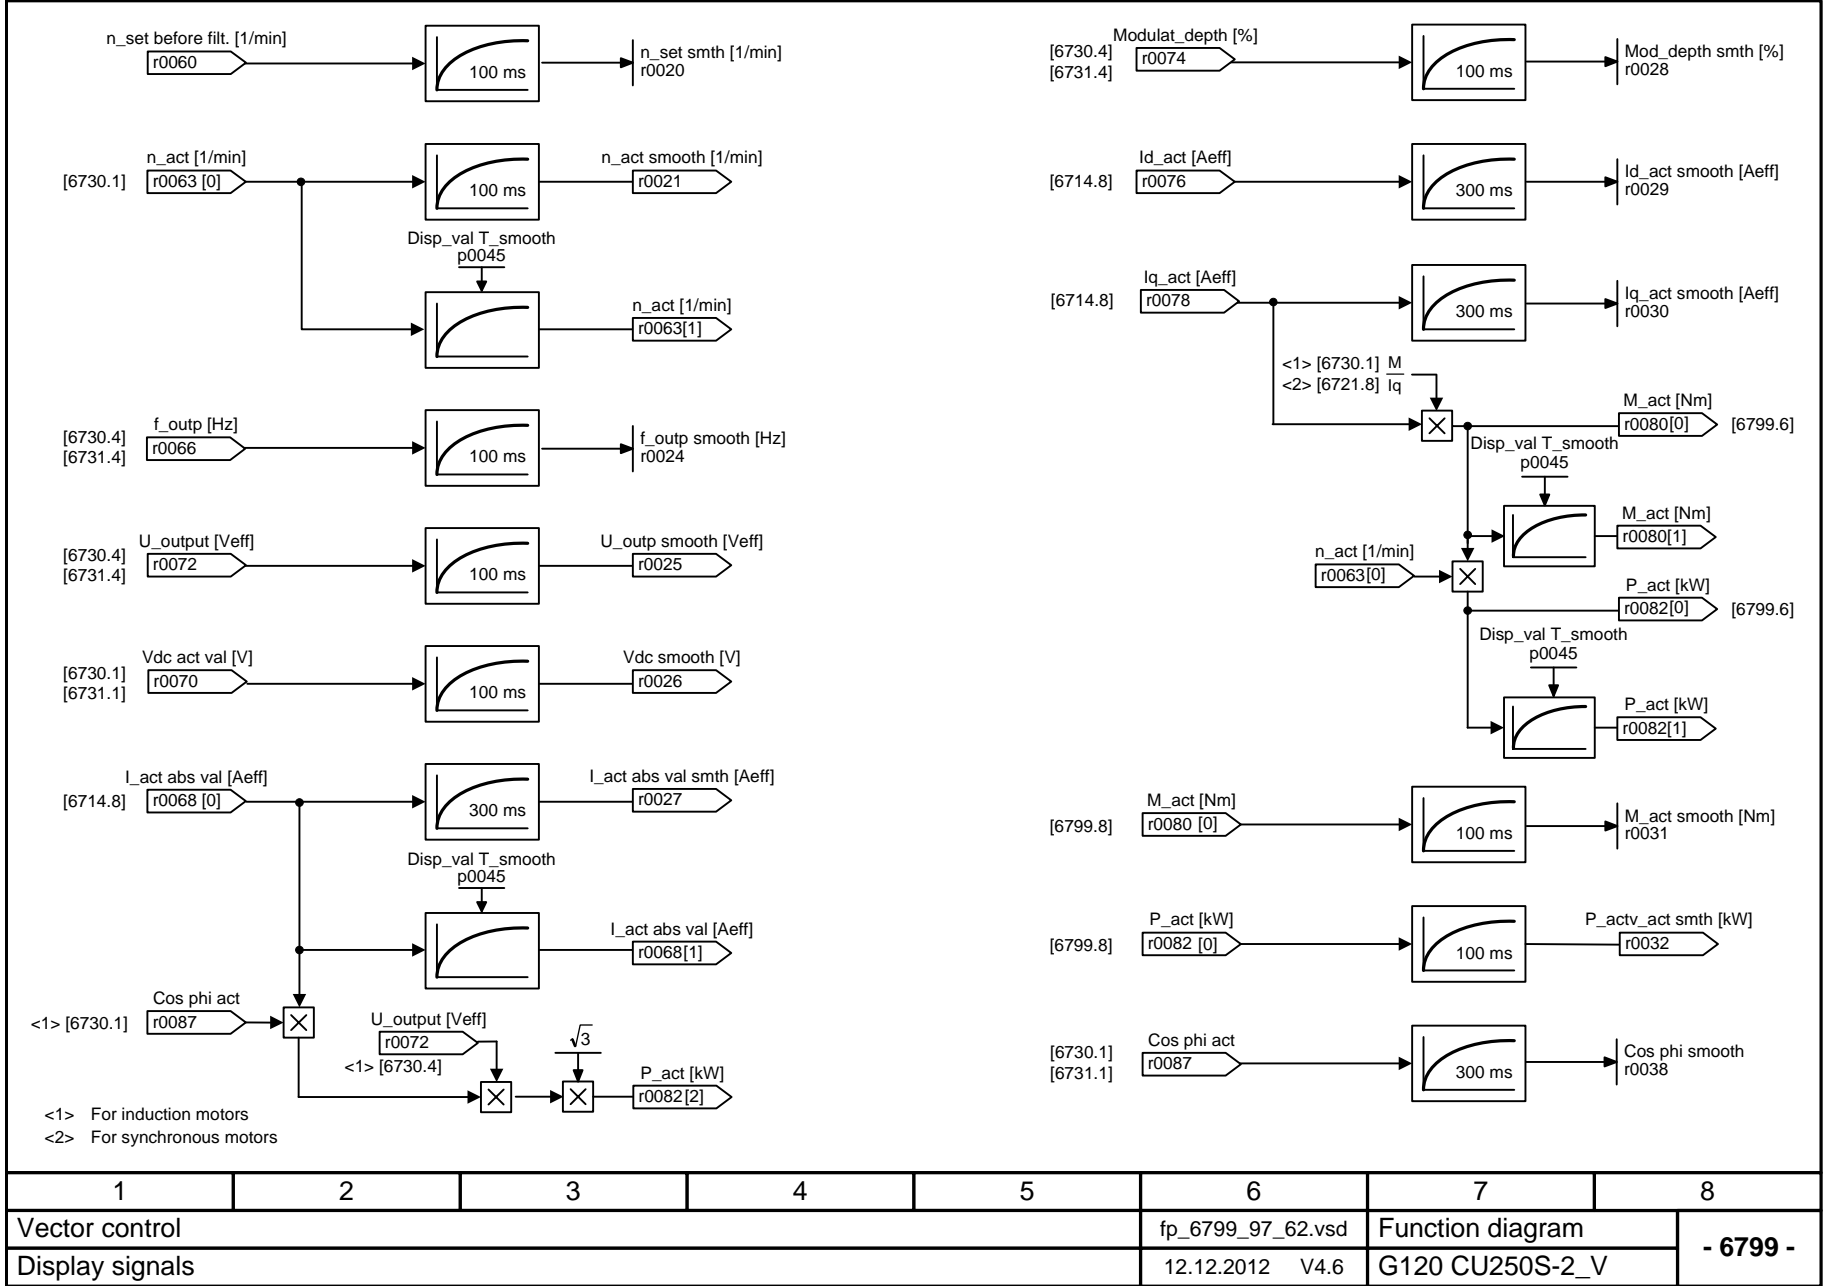 n_set before filt. [1/min]
r0060
100 ms
n_set smth [1/min]
r0020
n_act [1/min]
[6730.1]
r0063 [0]
100 ms
n_act smooth [1/min]
r0021
Disp_val T_smooth
p0045
n_act [1/min]
r0063[1]
f_outp [Hz]
[6730.4]
[6731.4]
r0066
100 ms
f_outp smooth [Hz]
r0024
U_output [Veff]
[6730.4]
[6731.4]
r0072
100 ms
U_outp smooth [Veff]
r0025
Vdc act val [V]
[6730.1]
[6731.1]
r0070
100 ms
Vdc smooth [V]
r0026
I_act abs val [Aeff]
[6714.8]
r0068 [0]
300 ms
I_act abs val smth [Aeff]
r0027
Disp_val T_smooth
p0045
I_act abs val [Aeff]
r0068[1]
Cos phi act
<1> [6730.1]
r0087
U_output [Veff]
r0072
<1> [6730.4]
√3
P_act [kW]
r0082[2]
<1> For induction motors
<2> For synchronous motors
Modulat_depth [%]
[6730.4]
[6731.4]
r0074
100 ms
Mod_depth smth [%]
r0028
Id_act [Aeff]
[6714.8]
r0076
300 ms
Id_act smooth [Aeff]
r0029
Iq_act [Aeff]
[6714.8]
r0078
300 ms
Iq_act smooth [Aeff]
r0030
<1> [6730.1] M
<2> [6721.8] Iq
M_act [Nm]
r0080[0]
[6799.6]
Disp_val T_smooth
p0045
M_act [Nm]
r0080[1]
n_act [1/min]
r0063[0]
P_act [kW]
r0082[0]
[6799.6]
Disp_val T_smooth
p0045
P_act [kW]
r0082[1]
M_act [Nm]
[6799.8]
r0080 [0]
100 ms
M_act smooth [Nm]
r0031
P_act [kW]
[6799.8]
r0082 [0]
100 ms
P_actv_act smth [kW]
r0032
Cos phi act
[6730.1]
[6731.1]
r0087
300 ms
Cos phi smooth
r0038
1 2 3 4 5 6 7 8
Vector control
fp_6799_97_62.vsd
Function diagram
- 6799 -
Display signals
12.12.2012 V4.6
G120 CU250S-2_V